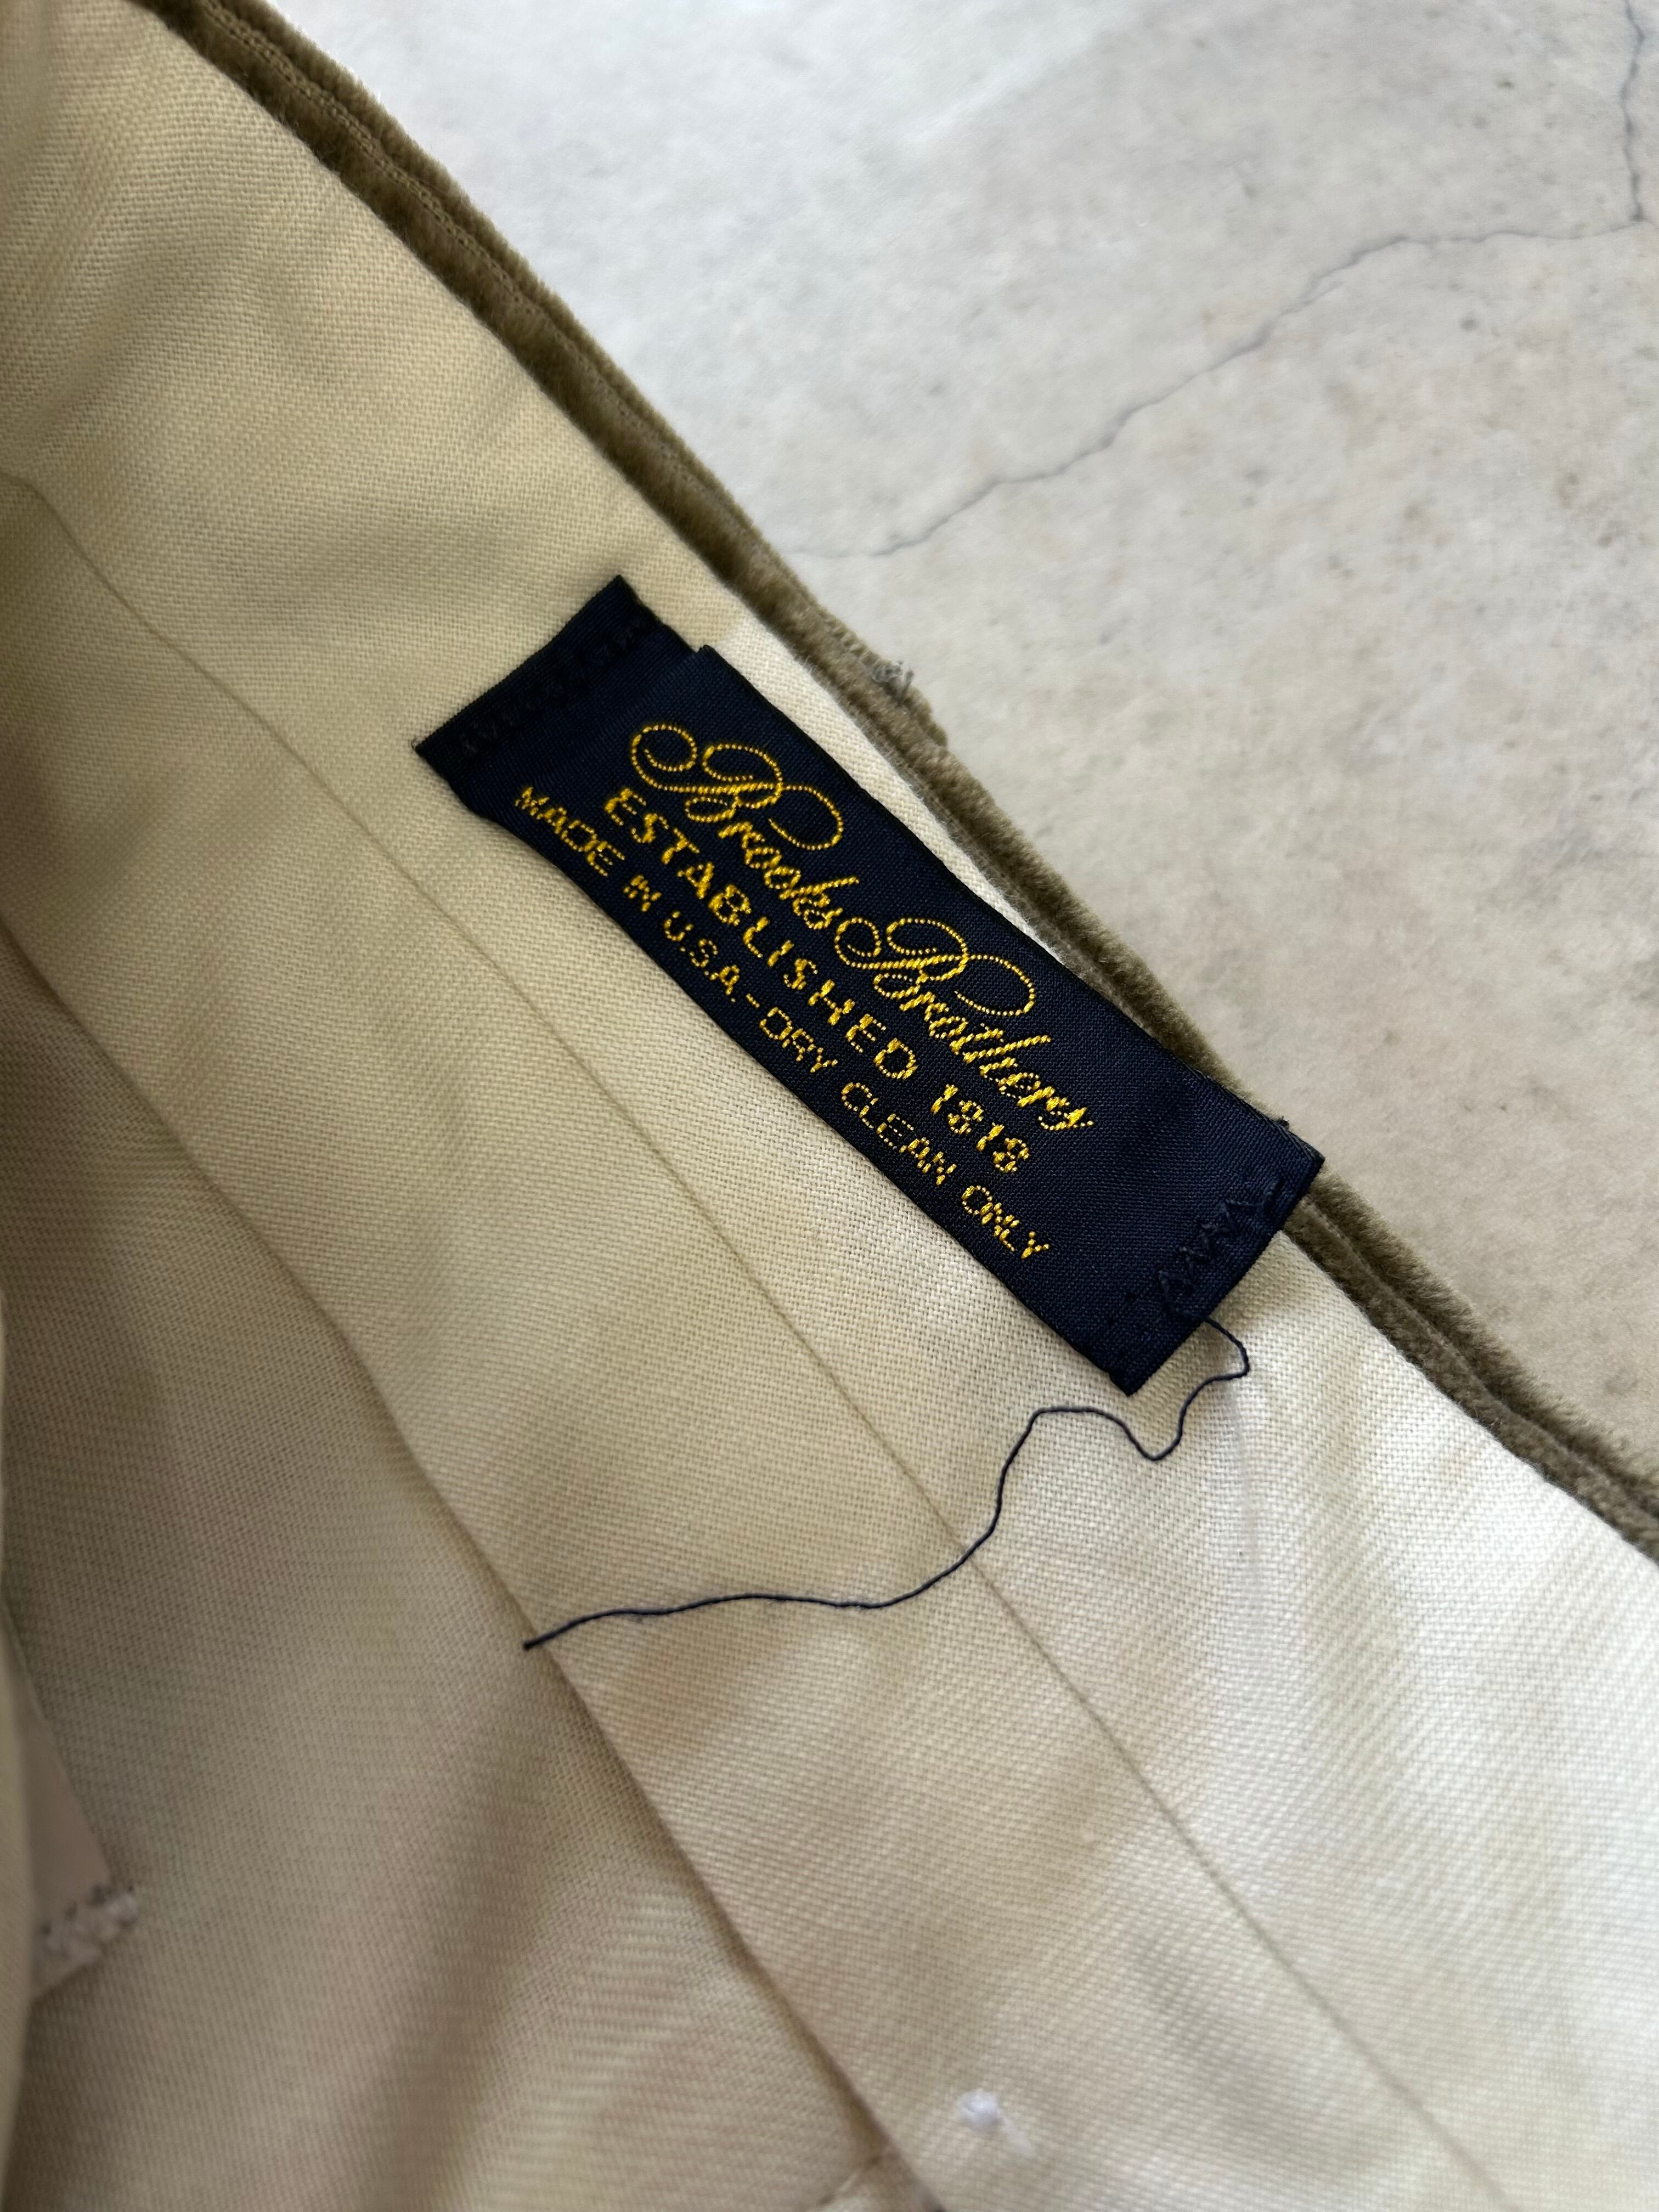 Brooks Brothers
ESTABLISHED 1818
MADE IN U.S.A.-DRY CLEAN ONLY